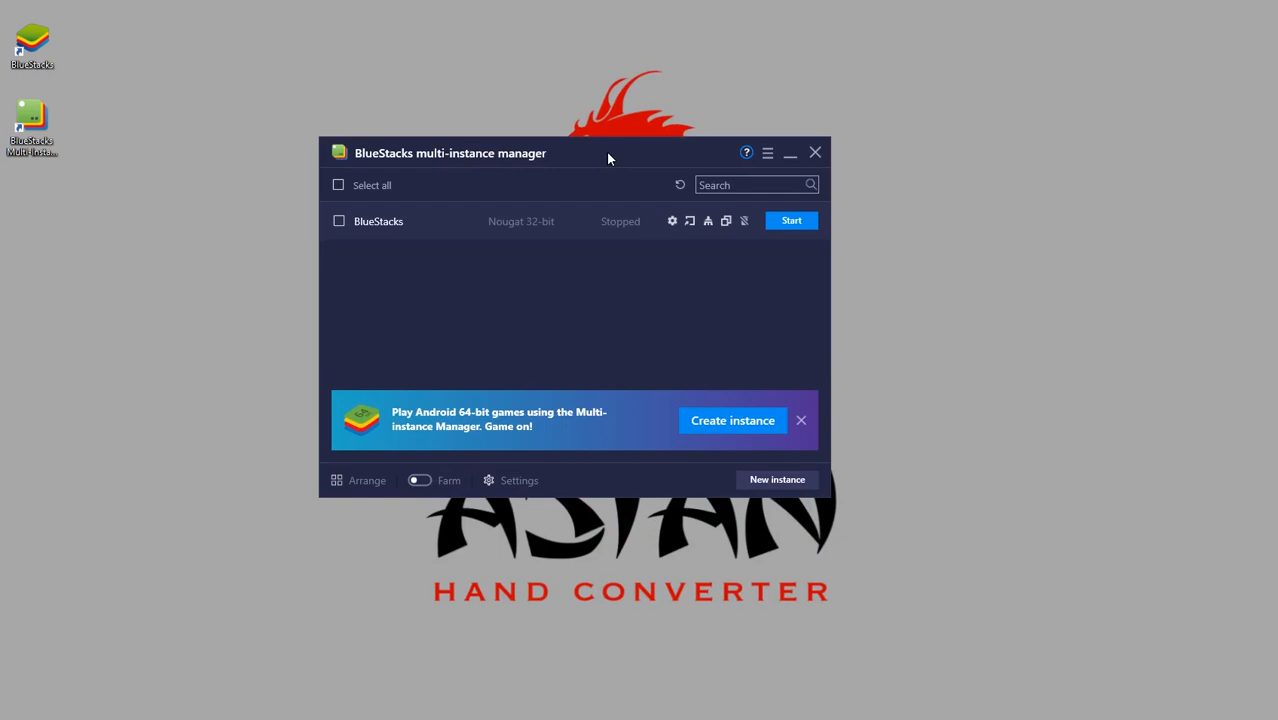 BlueStacks
BlueStacks
Multi-Insta...
BlueStacks multi-instance manager
?
Select all
Search
BlueStacks
Nougat 32-bit
Stopped
Start
64
Play Android 64-bit games using the Multi-
instance Manager. Game on!
Create instance
Arrange
Farm
Settings
New instance
ASIAN
HAND CONVERTER